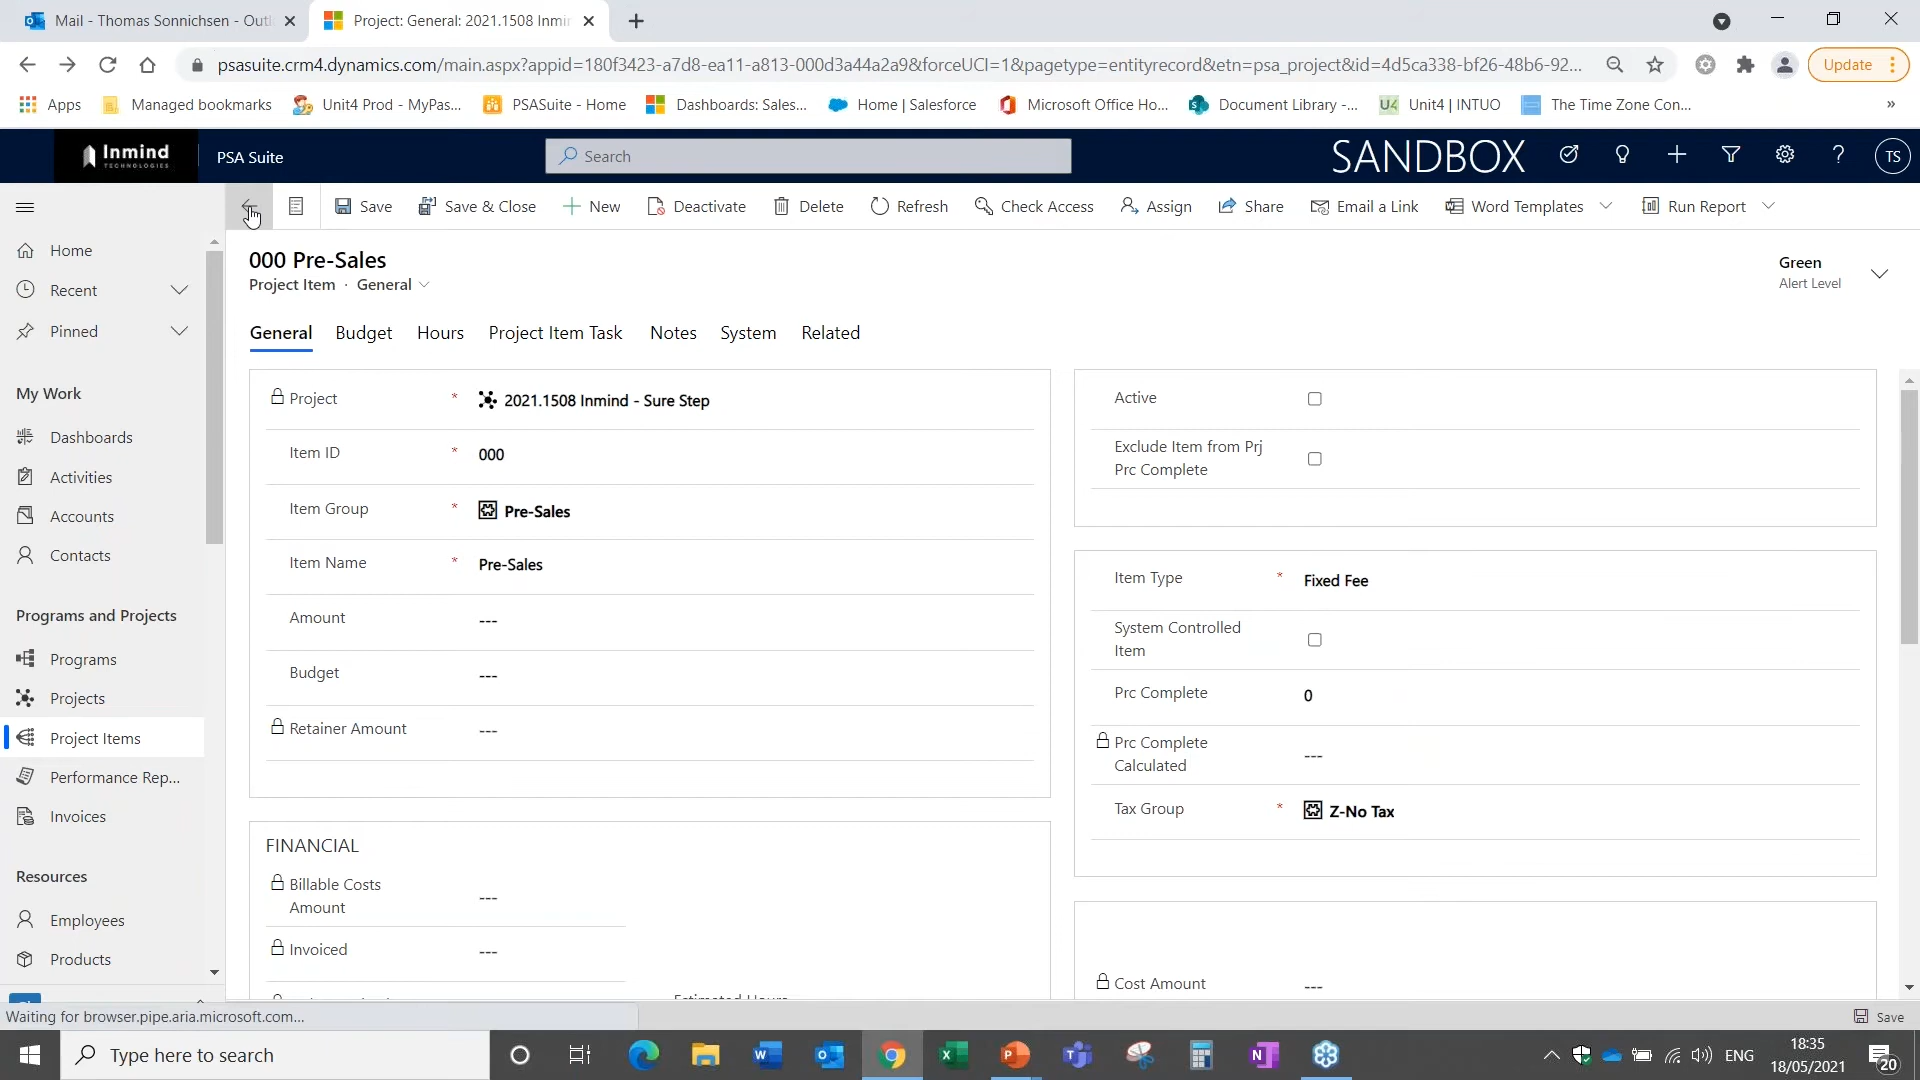 Mail - Thomas Sonnichsen - Outl
Project: General: 2021.1508 Inmin
psasuite.crm4.dynamics.com/main.aspx?appid=180f3423-a7d8-ea11-a813-000d3a44a2a9&forceUCI=1&pagetype=entityrecord&etn=psa_project&id=4d5ca338-bf26-48b6-92...
Update
Apps
Managed bookmarks
Unit4 Prod - MyPas...
PSASuite - Home
Dashboards: Sales...
Home | Salesforce
Microsoft Office Ho...
Document Library -...
U4 Unit4 | INTUO
The Time Zone Con...
»
Inmind
TECHNOLOGIES
PSA Suite
Search
SANDBOX
TS
Save
Save & Close
New
Deactivate
Delete
Refresh
Check Access
Assign
Share
Email a Link
Word Templates
Run Report
Home
Recent
Pinned
My Work
Dashboards
Activities
Accounts
Contacts
Programs and Projects
Programs
Projects
Project Items
Performance Rep...
Invoices
Resources
Employees
Products
000 Pre-Sales
Project Item · General
Green
Alert Level
General
Budget
Hours
Project Item Task
Notes
System
Related
Project * 2021.1508 Inmind - Sure Step
Item ID * 000
Item Group * Pre-Sales
Item Name * Pre-Sales
Amount ---
Budget ---
Retainer Amount ---
FINANCIAL
Billable Costs
Amount ---
Invoiced ---
Estimated Hours
Active
Exclude Item from Prj
Prc Complete
Item Type * Fixed Fee
System Controlled
Item
Prc Complete 0
Prc Complete
Calculated ---
Tax Group * Z-No Tax
Cost Amount ---
Waiting for browser.pipe.aria.microsoft.com...
Save
Type here to search
ENG
18:35
18/05/2021
20